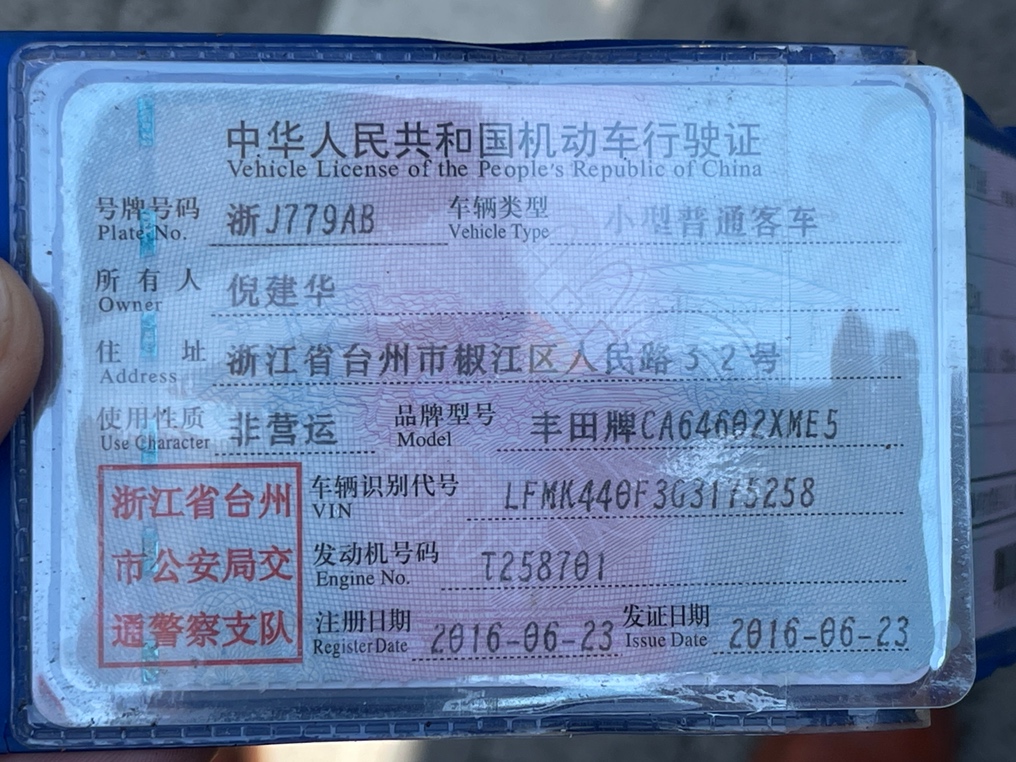 中华人民共和国机动车行驶证
Vehicle License of the People's Republic of China
号牌号码 浙J779AB 车辆类型 小型普通客车
Plate No. Vehicle Type
所有人 倪建华
Owner
住址 浙江省台州市椒江区人民路32号
Address
使用性质 非营运 品牌型号 丰田牌CA64602XME5
Use Character Model
浙江省台州 车辆识别代号 LFMK440F3G3175258
VIN
市公安局交 发动机号码 T258701
Engine No.
通警察支队 注册日期 2016-06-23 发证日期 2016-06-23
Register Date Issue Date